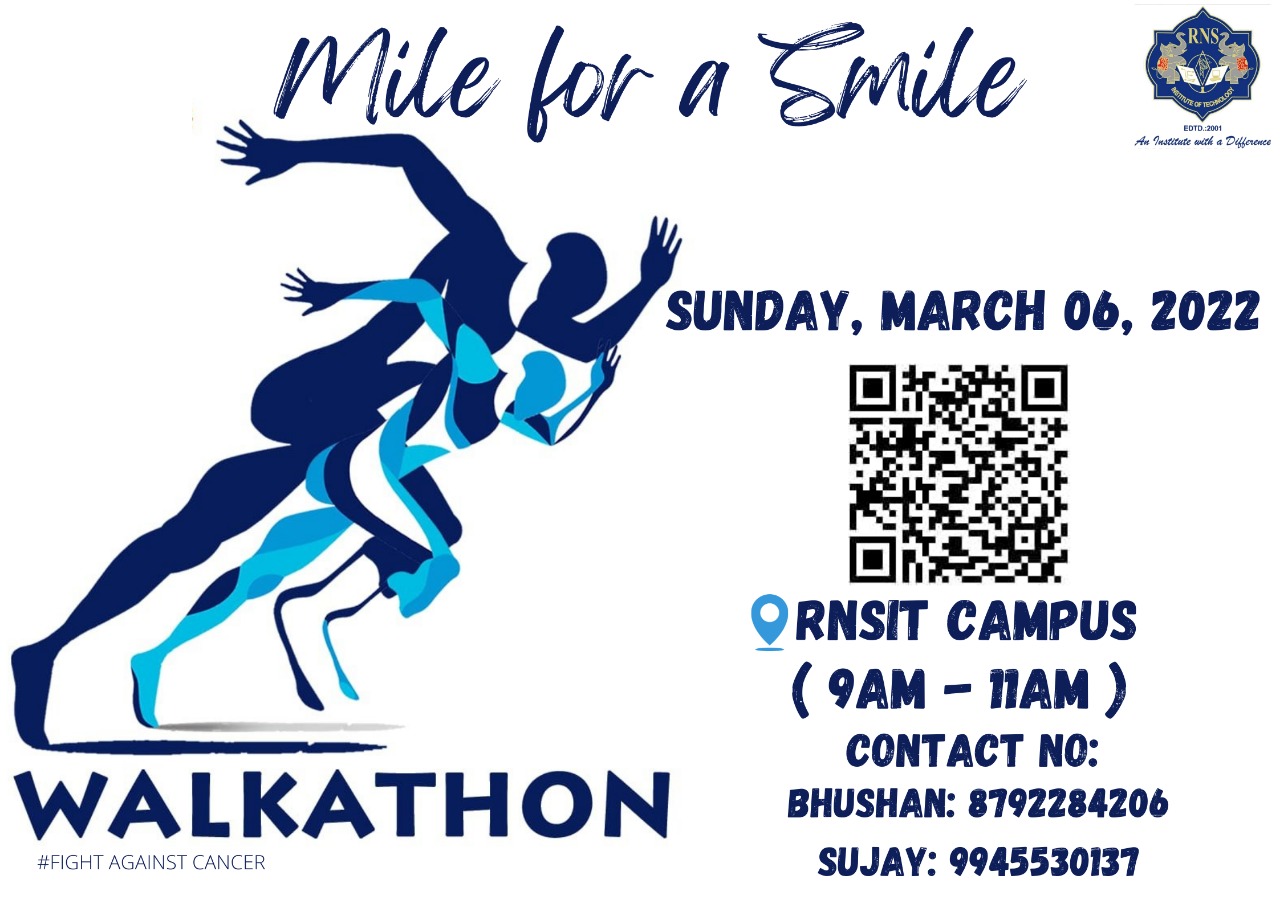 Mile for a Smile
RNS
INSTITUTE OF TECHNOLOGY
EDTD.:2001
An Institute with a Difference
SUNDAY, MARCH 06, 2022
RNSIT CAMPUS
( 9AM – 11AM )
CONTACT NO:
BHUSHAN: 8792284206
SUJAY: 9945530137
WALKATHON
#FIGHT AGAINST CANCER